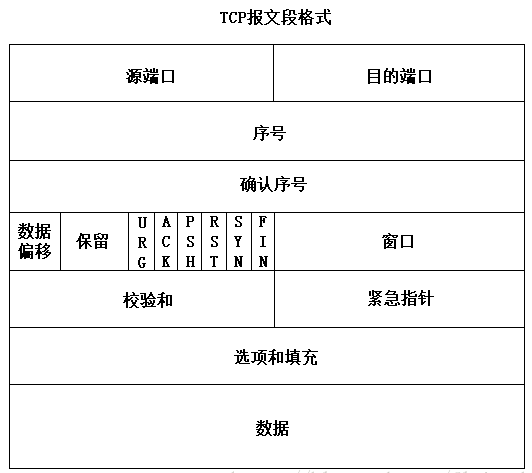 TCP报文段格式
源端口 目的端口
序号
确认序号
数据偏移 保留 URG ACK PSH RST SYN FIN 窗口
校验和 紧急指针
选项和填充
数据